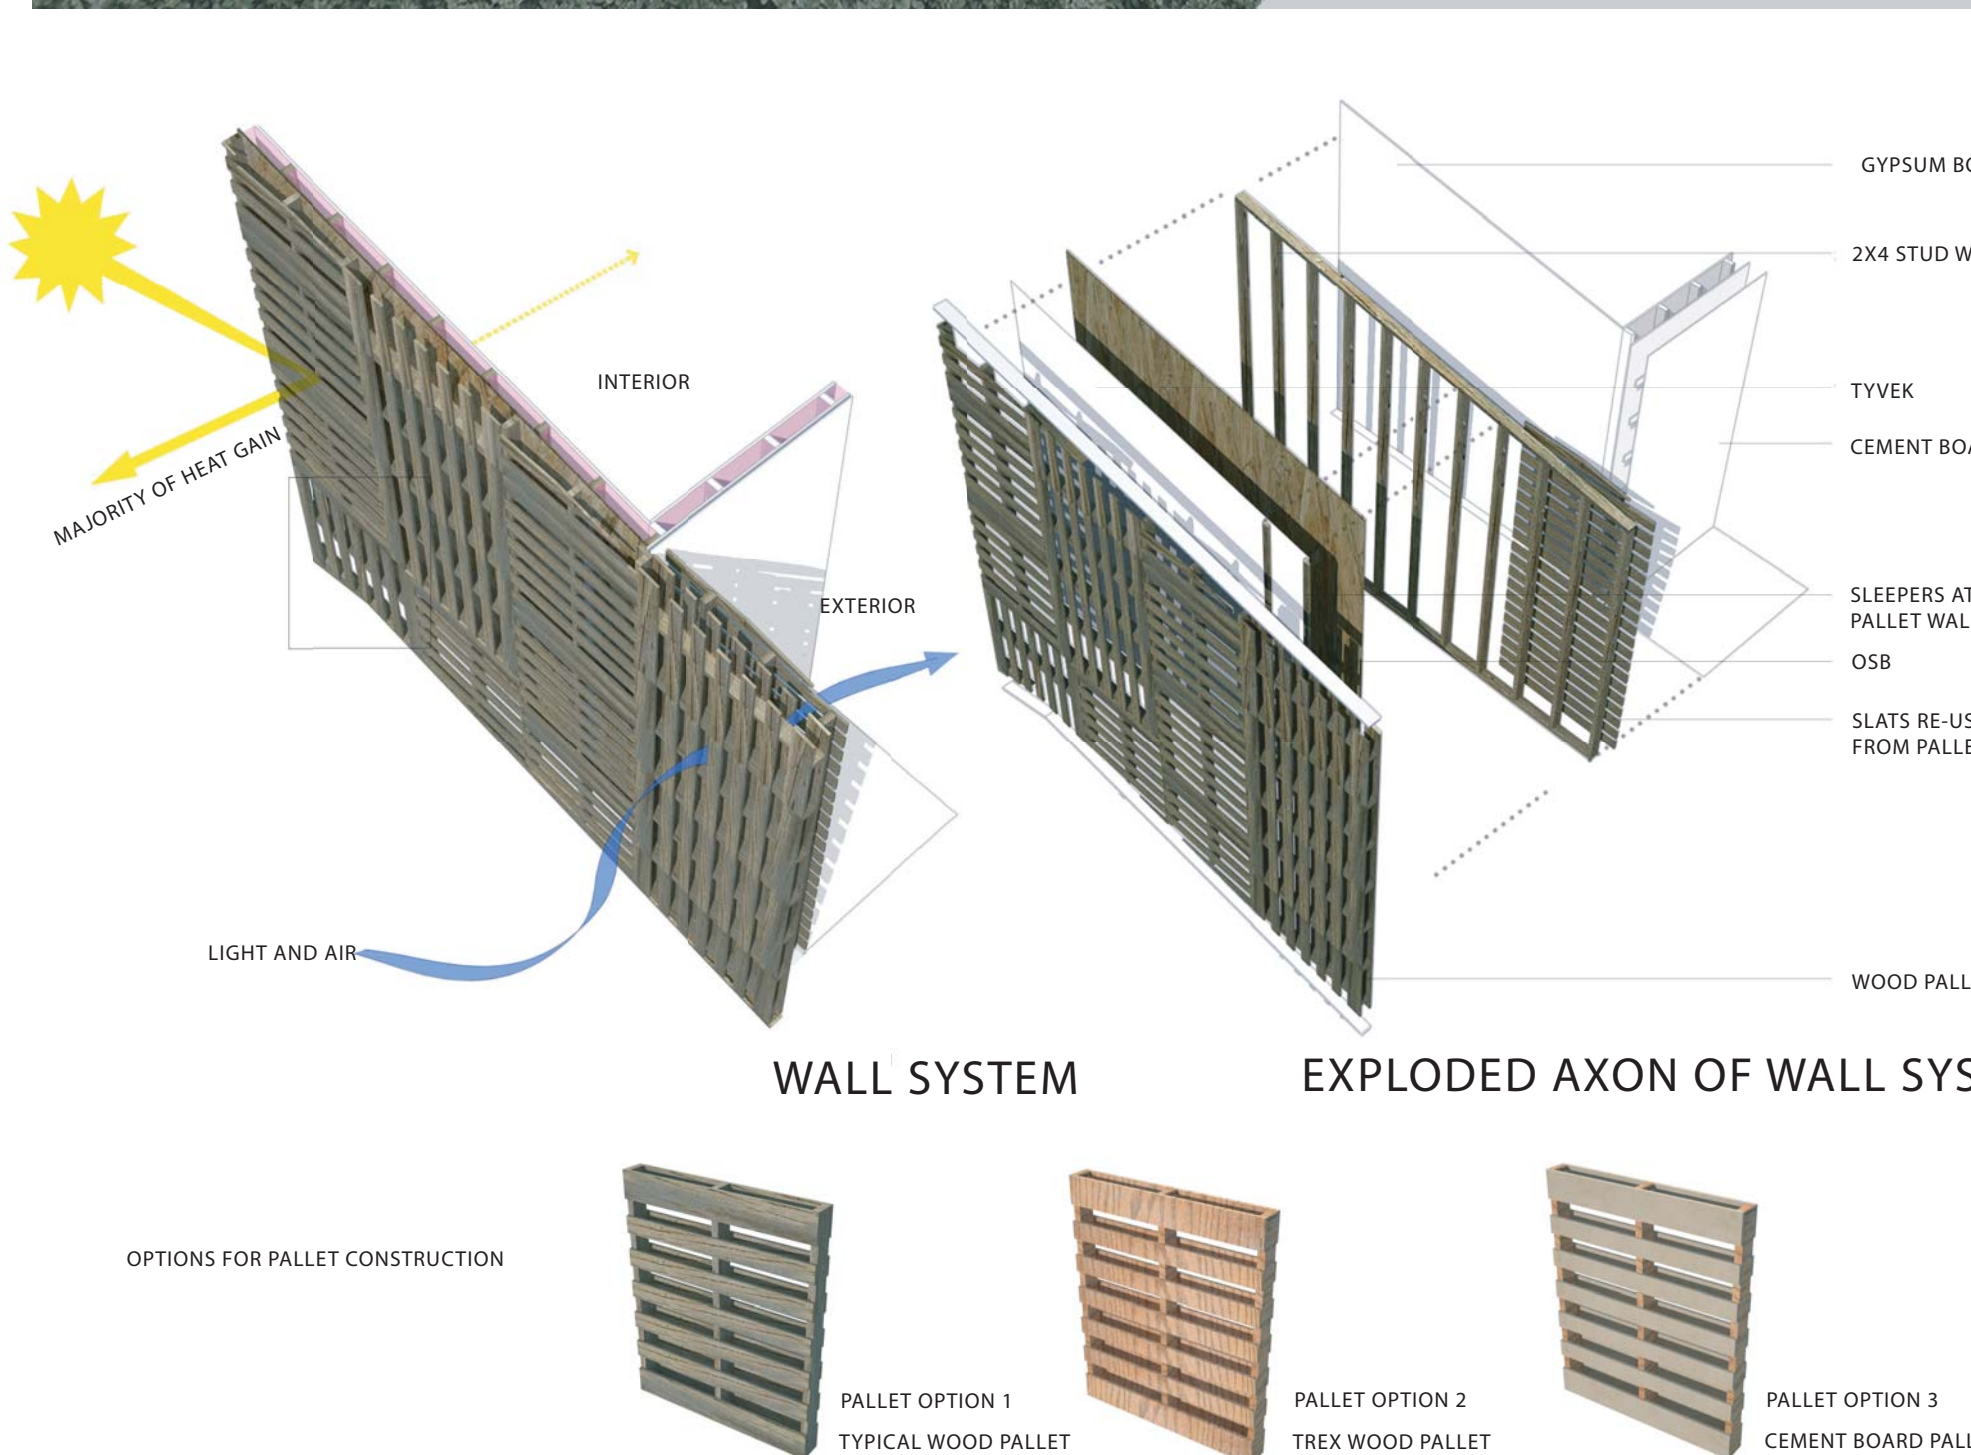 GYPSUM BO
2X4 STUD W
INTERIOR
TYVEK
MAJORITY OF HEAT GAIN
CEMENT BOA
EXTERIOR
SLEEPERS AT
PALLET WAL
OSB
SLATS RE-US
FROM PALLE
LIGHT AND AIR
WOOD PALL
WALL SYSTEM
EXPLODED AXON OF WALL SYS
OPTIONS FOR PALLET CONSTRUCTION
PALLET OPTION 1
TYPICAL WOOD PALLET
PALLET OPTION 2
TREX WOOD PALLET
PALLET OPTION 3
CEMENT BOARD PALL